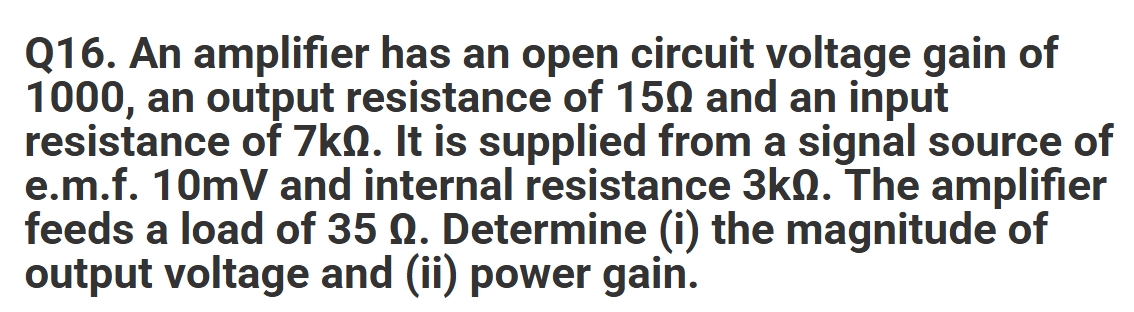 Q16. An amplifier has an open circuit voltage gain of
1000, an output resistance of 15Ω and an input
resistance of 7kΩ. It is supplied from a signal source of
e.m.f. 10mV and internal resistance 3kΩ. The amplifier
feeds a load of 35 Ω. Determine (i) the magnitude of
output voltage and (ii) power gain.